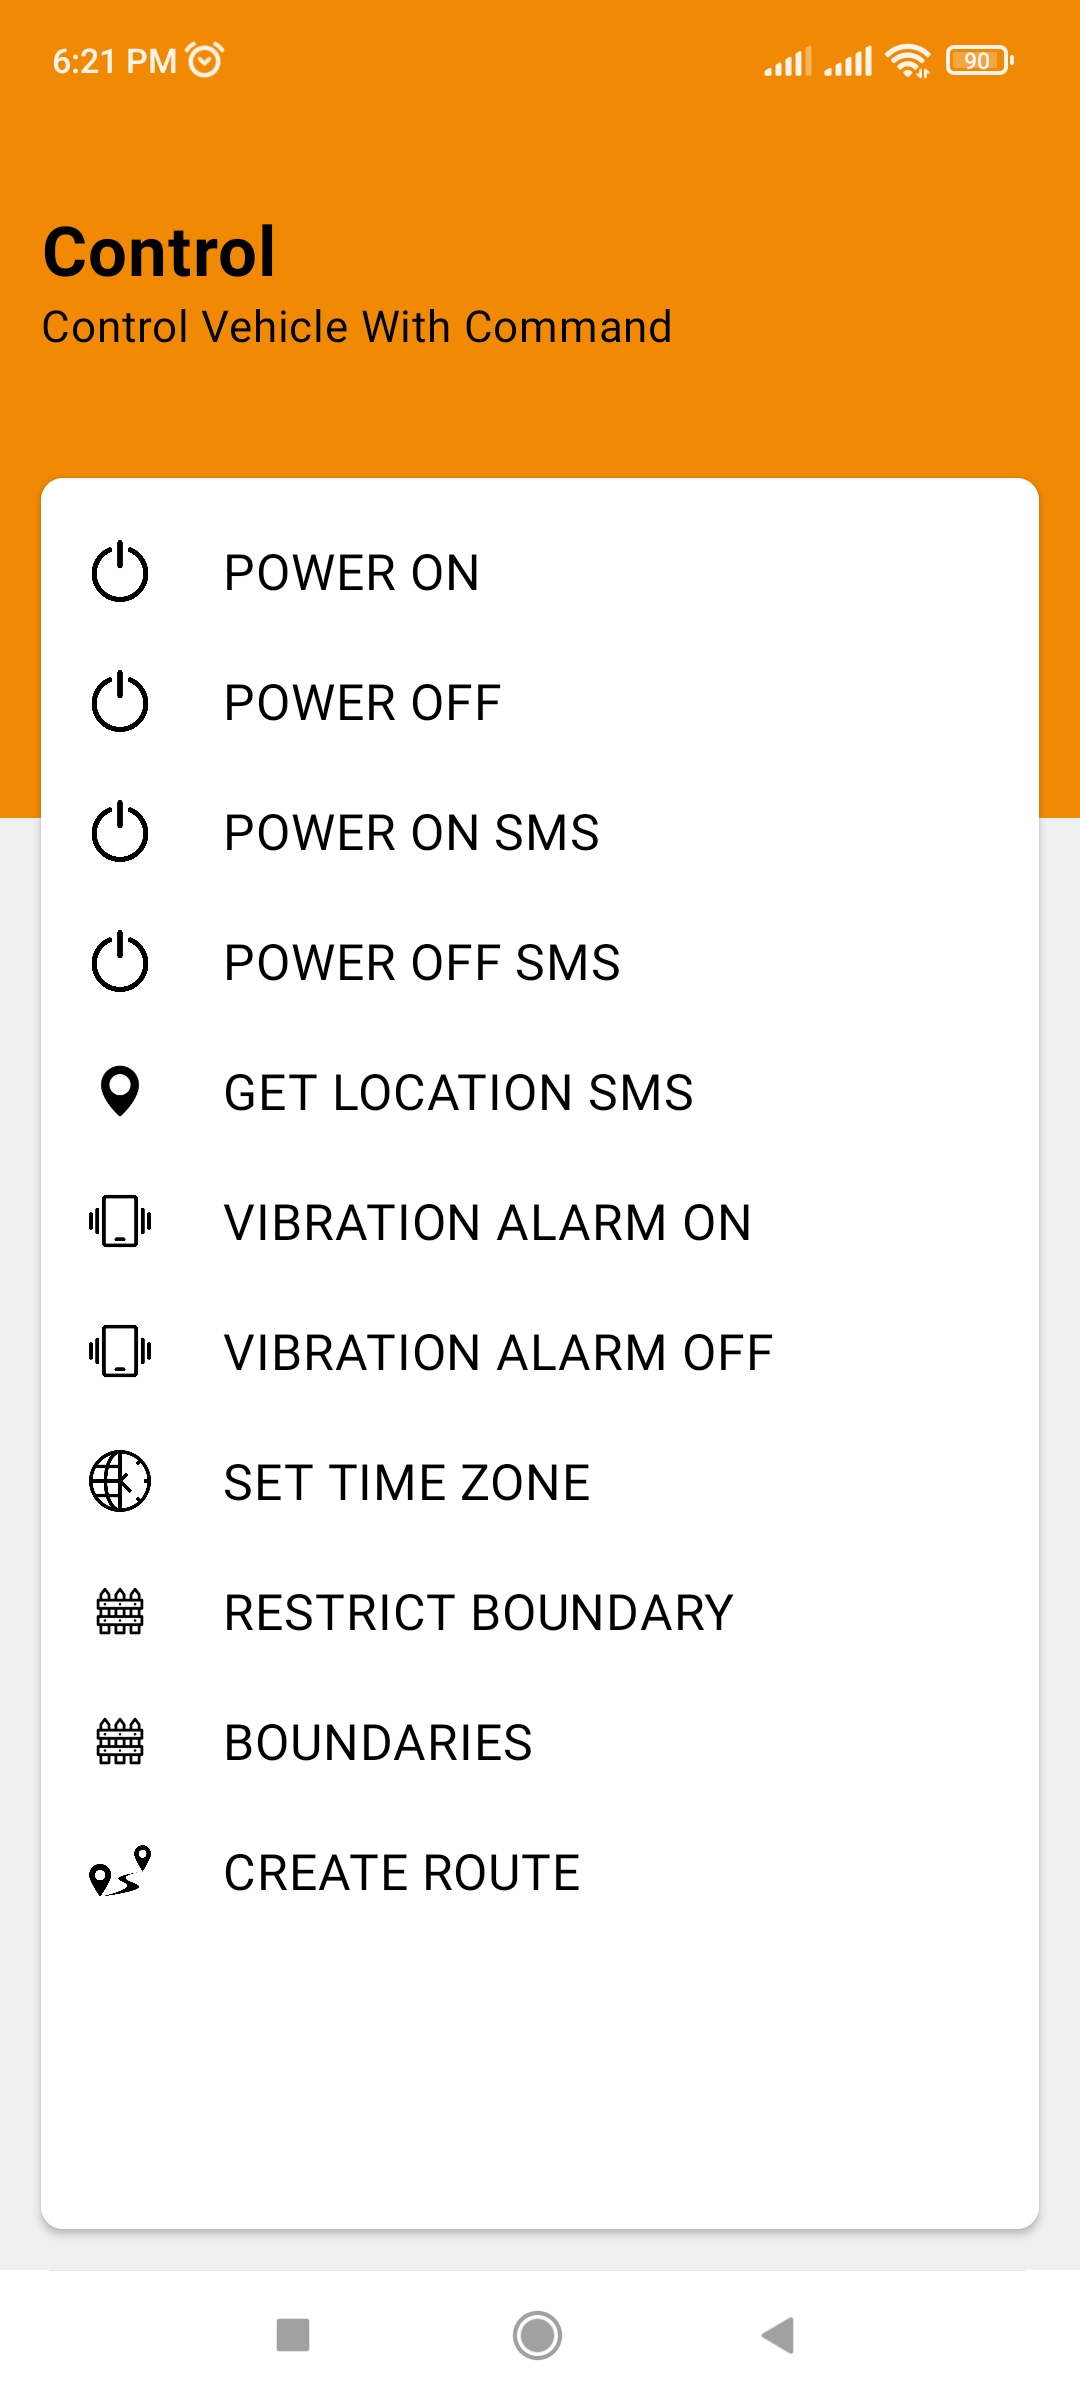 6:21 PM
90
Control
Control Vehicle With Command
POWER ON
POWER OFF
POWER ON SMS
POWER OFF SMS
GET LOCATION SMS
VIBRATION ALARM ON
VIBRATION ALARM OFF
SET TIME ZONE
RESTRICT BOUNDARY
BOUNDARIES
CREATE ROUTE